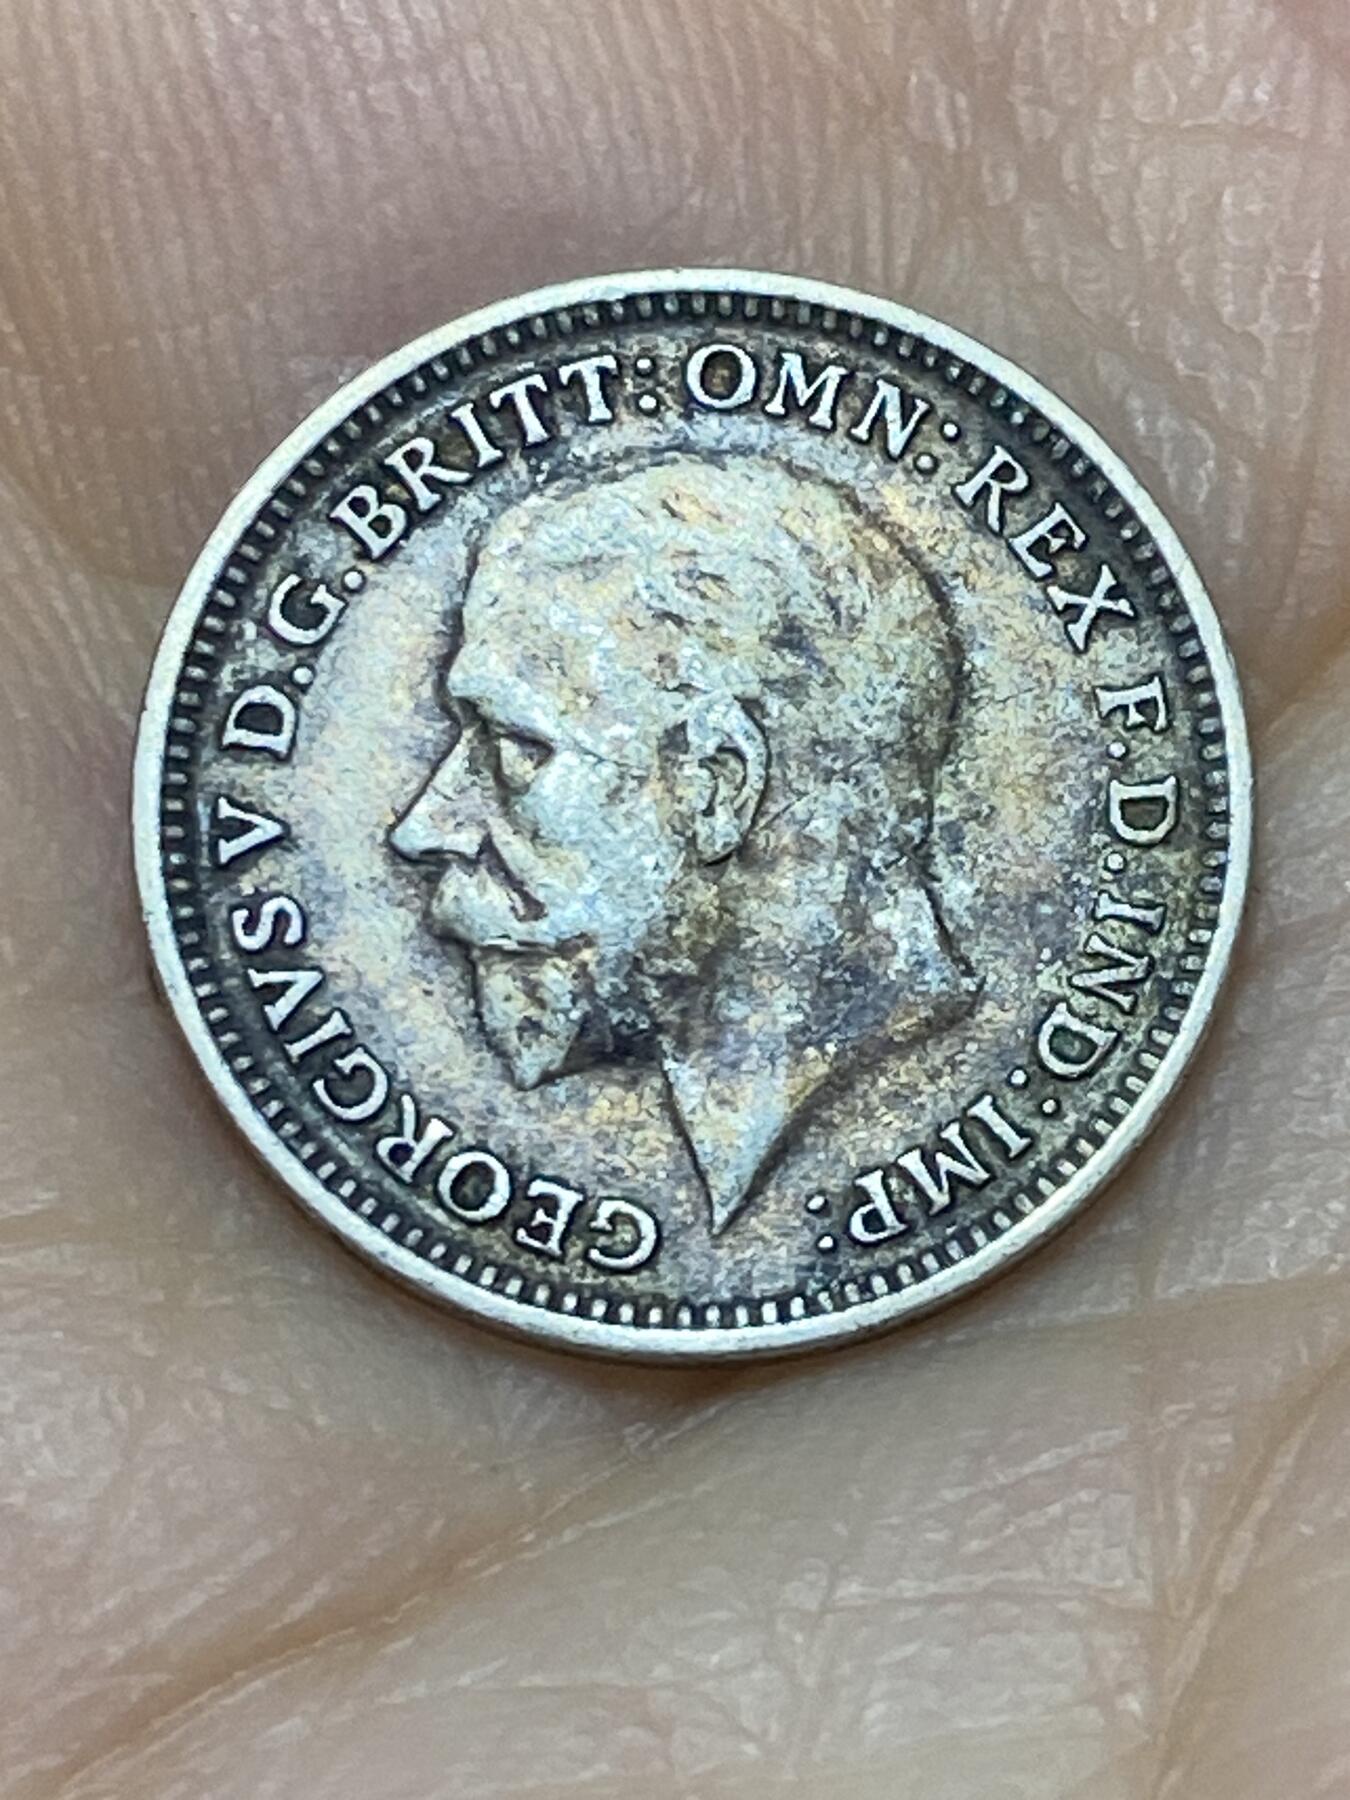 GEORGIVS V D.G.BRITT: OMN: REX F.D.IND: IMP: